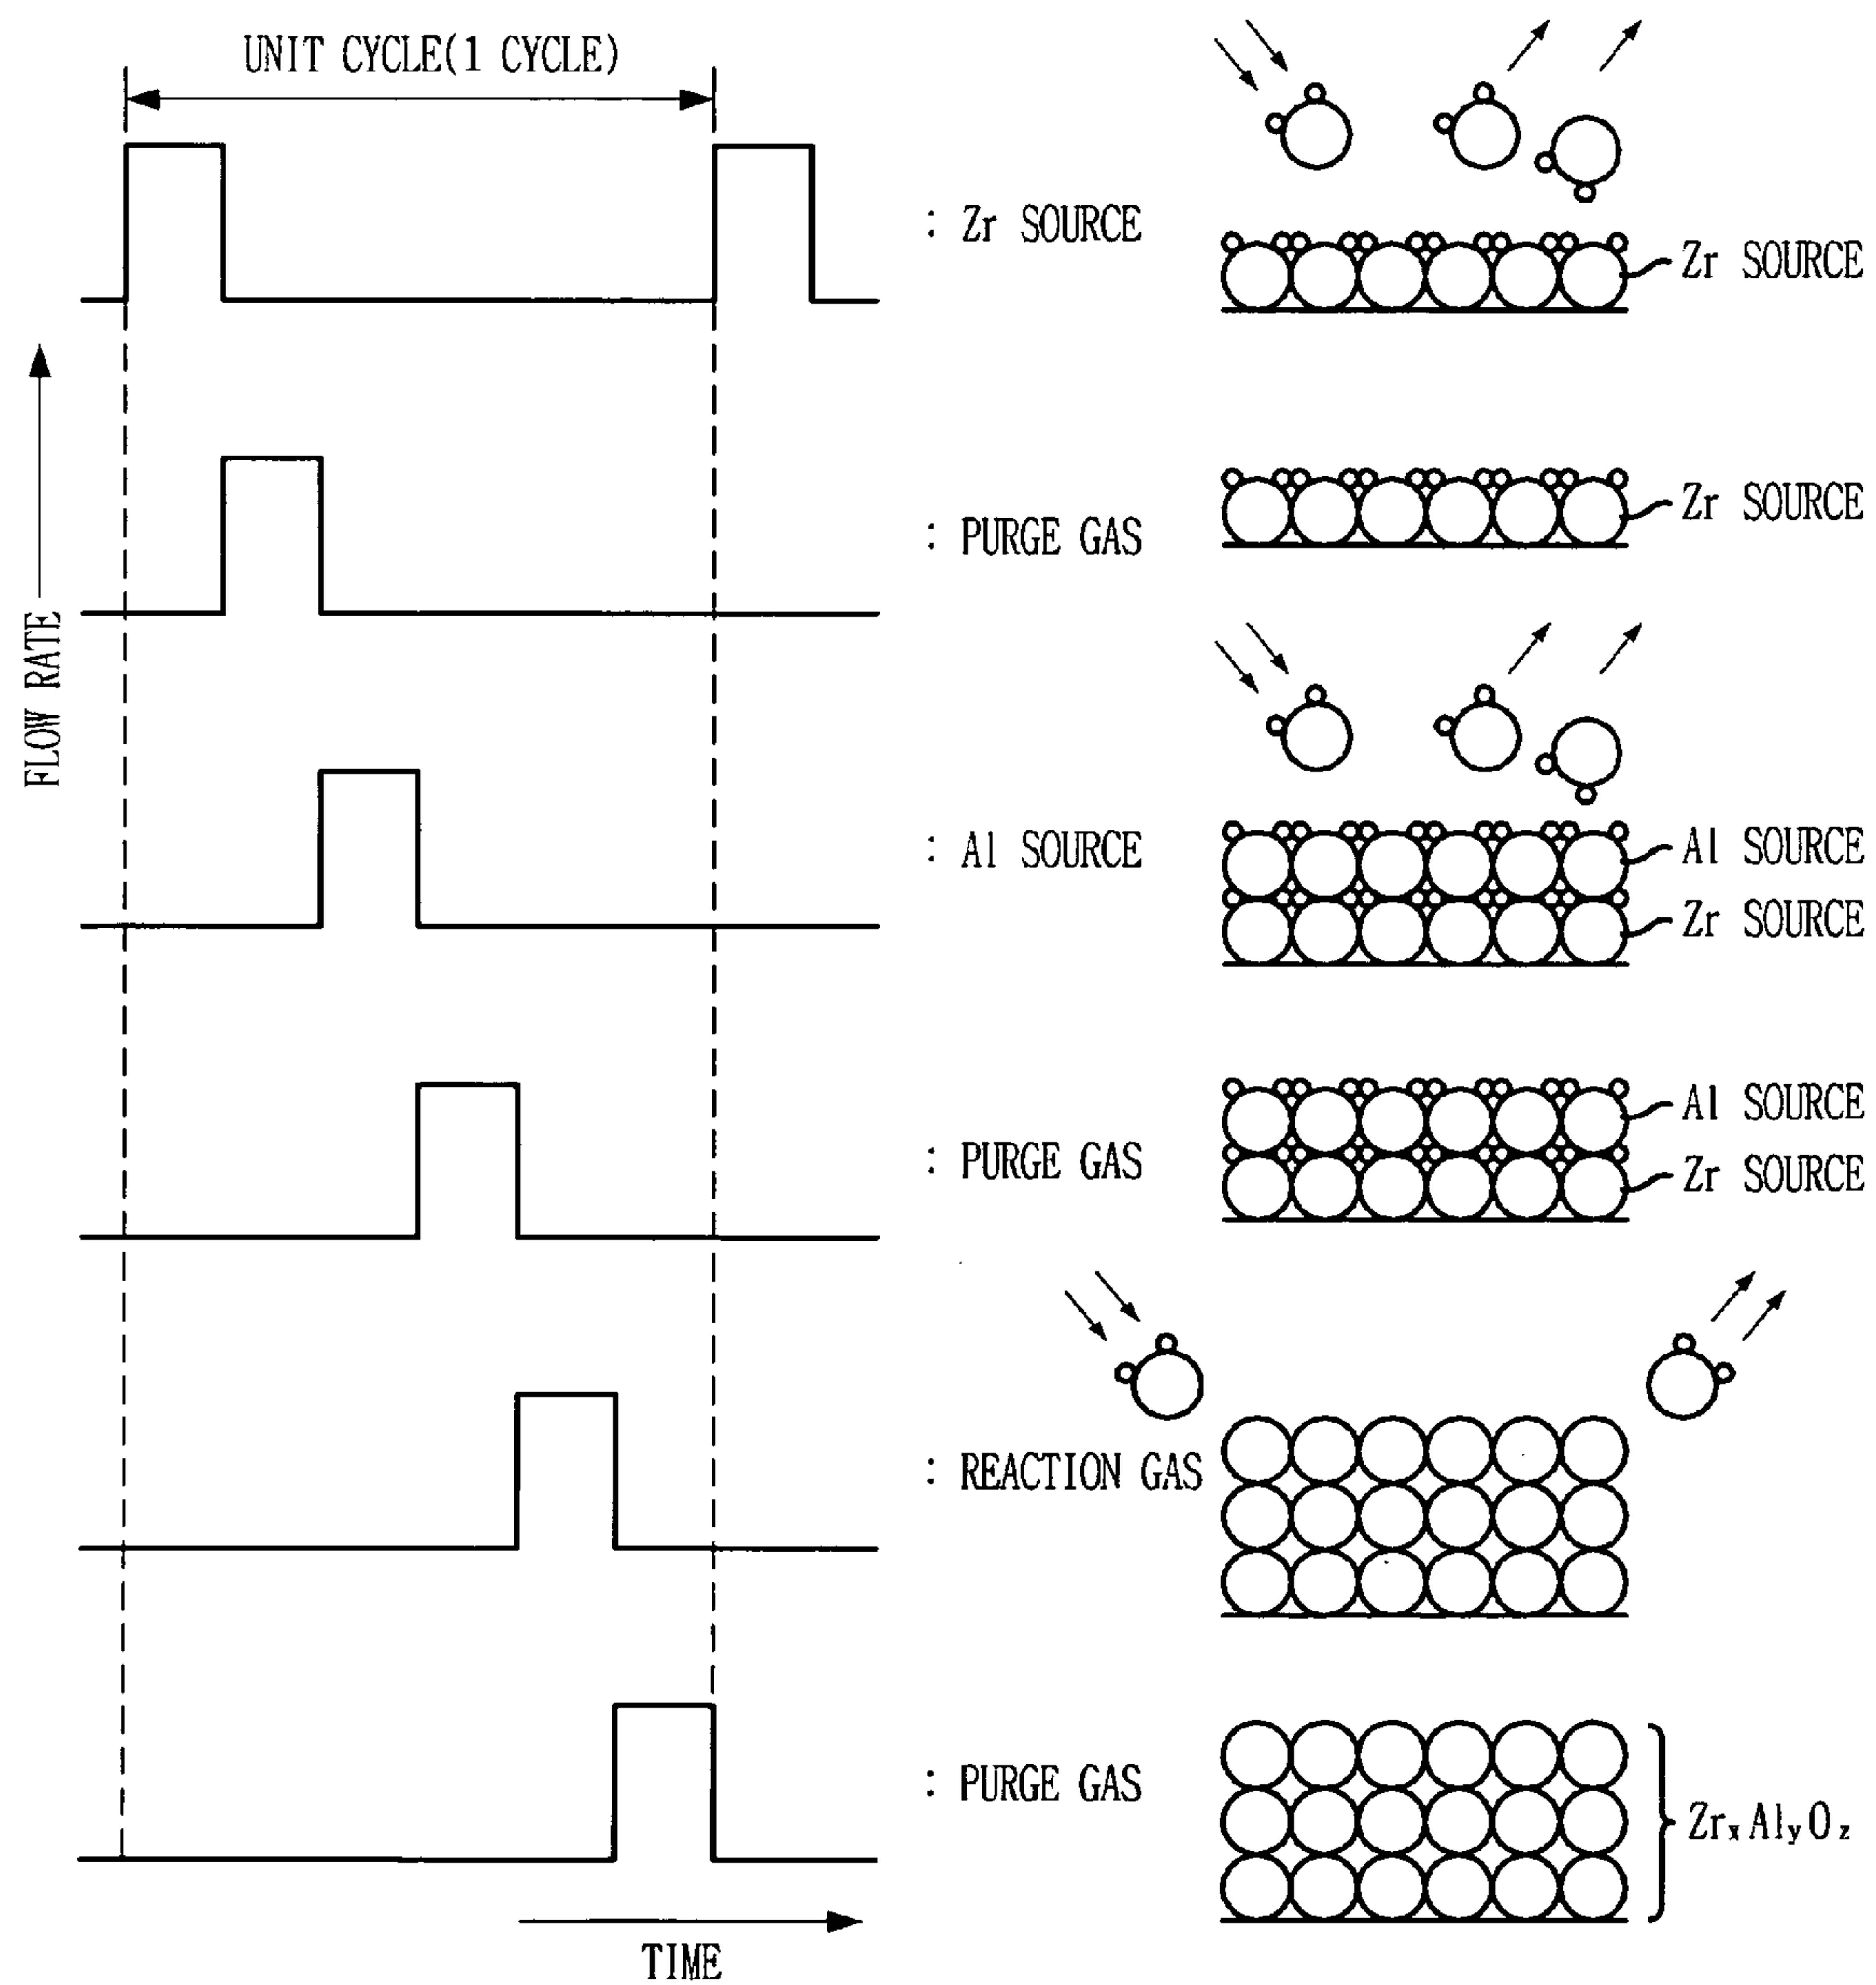 UNIT CYCLE(1 CYCLE)
: Zr SOURCE
Zr SOURCE
: PURGE GAS
Zr SOURCE
FLOW RATE
: Al SOURCE
Al SOURCE
Zr SOURCE
: PURGE GAS
Al SOURCE
Zr SOURCE
: REACTION GAS
: PURGE GAS
ZrₓAlyOz
TIME